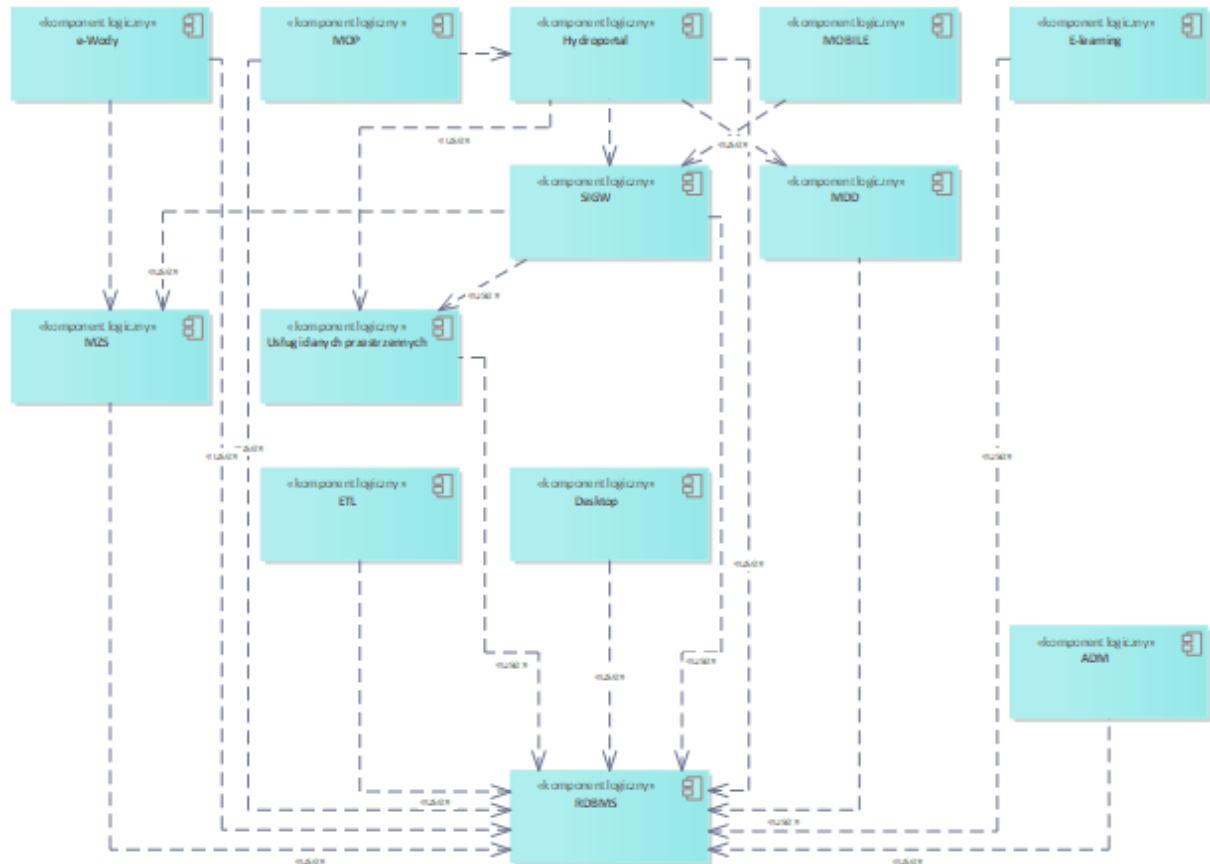 «komponent logiczny»
e-Wody
«komponent logiczny»
MOP
«komponent logiczny»
Hydroportal
«komponent logiczny»
MOBILE
«komponent logiczny»
E-learning
«use»
«use»
«komponent logiczny»
SIGW
«komponent logiczny»
MDD
«use»
«use»
«komponent logiczny»
MZS
«komponent logiczny»
Usługi danych przestrzennych
«use»
«use»
«use»
«komponent logiczny»
ETL
«komponent logiczny»
Desktop
«use»
«komponent logiczny»
ADM
«use»
«use»
«use»
«komponent logiczny»
RDBMS
«use»
«use»
«use»
«use»